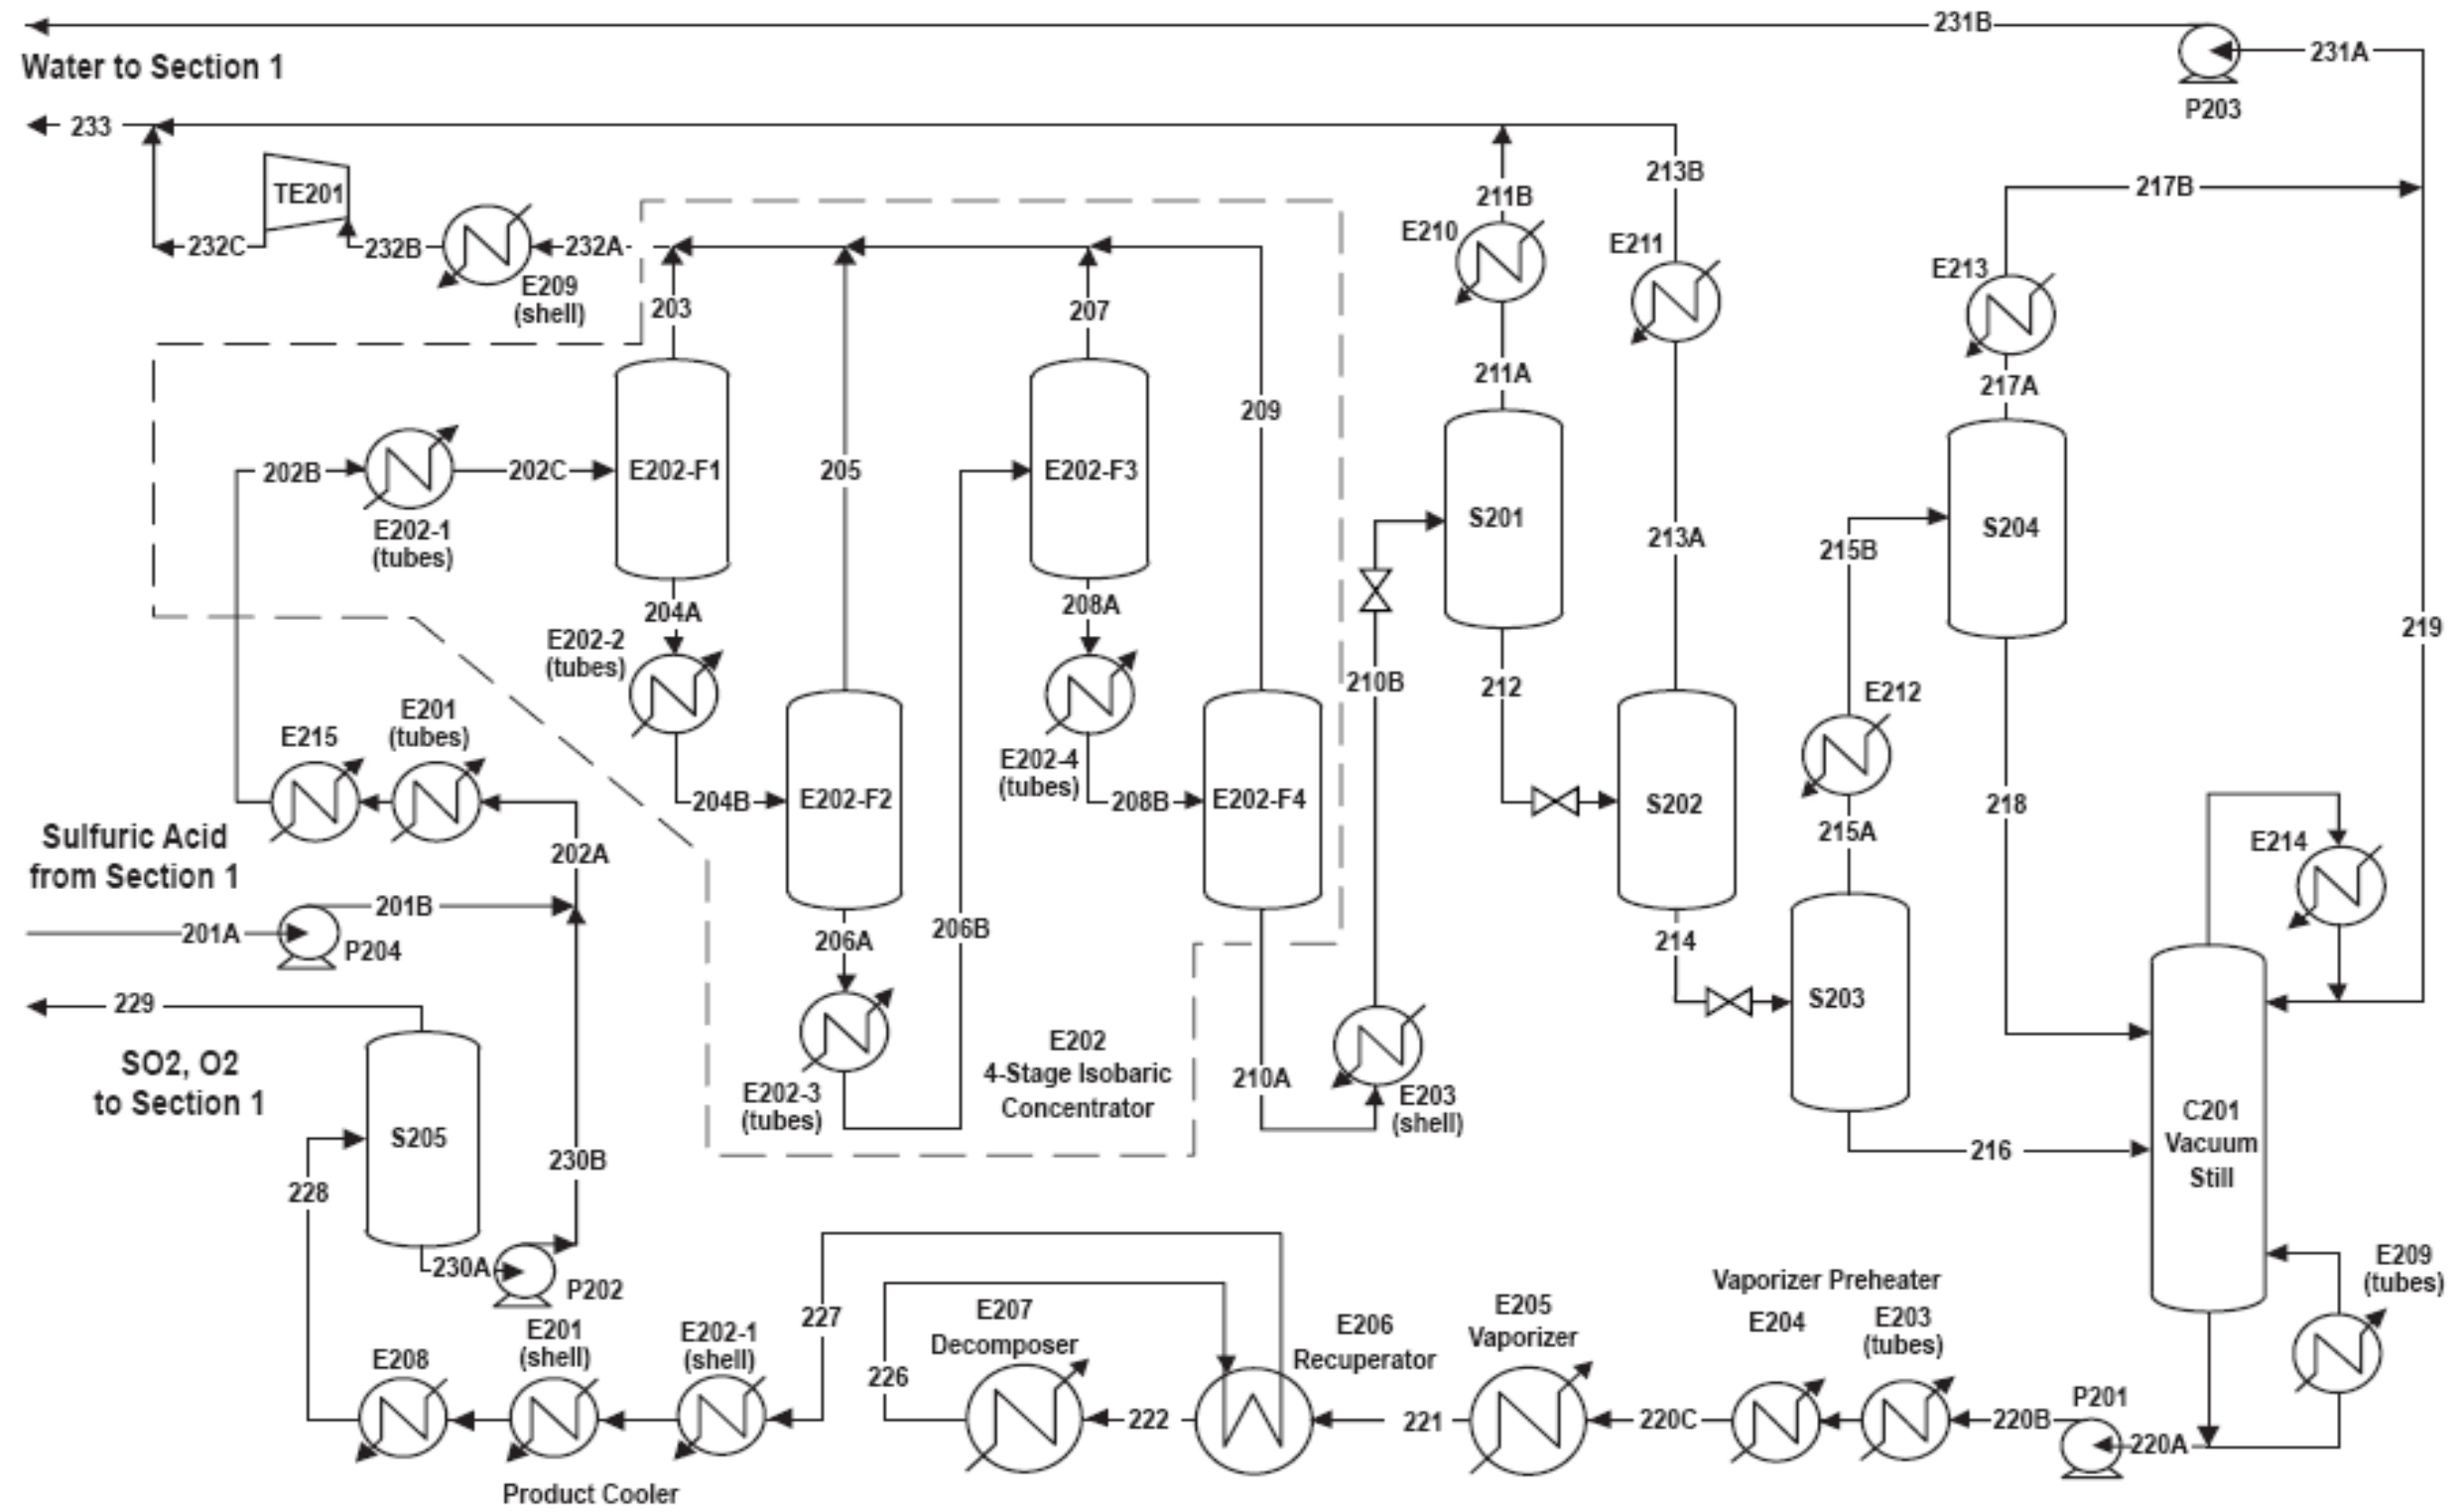 231B
231A
Water to Section 1
P203
233
213B
TE201
211B
217B
E210
E211
232C
232B
232A
E209
(shell)
203
207
E213
211A
217A
209
202B
202C
E202-F1
205
E202-F3
S201
S204
E202-1
(tubes)
213A
215B
204A
208A
219
E202-2
(tubes)
210B
212
E212
E215
E201
(tubes)
E202-4
(tubes)
204B
E202-F2
208B
E202-F4
S202
218
215A
E214
Sulfuric Acid
from Section 1
202A
201B
201A
P204
206A
206B
214
229
S203
SO2, O2
to Section 1
E202
4-Stage Isobaric
Concentrator
210A
E203
(shell)
E202-3
(tubes)
S205
C201
Vacuum
Still
216
230B
228
230A
P202
E209
(tubes)
Vaporizer Preheater
227
E207
Decomposer
E206
Recuperator
E205
Vaporizer
E204
E203
(tubes)
E208
E201
(shell)
E202-1
(shell)
226
222
221
220C
220B
P201
220A
Product Cooler